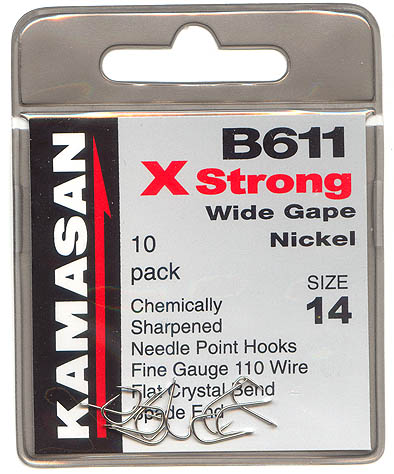 KAMASAN
B611
X Strong
Wide Gape
Nickel
10
pack
SIZE
14
Chemically
Sharpened
Needle Point Hooks
Fine Gauge 110 Wire
Flat Crystal Bend
Spade End